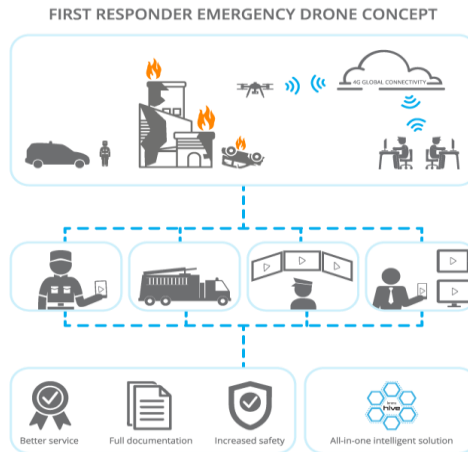 FIRST RESPONDER EMERGENCY DRONE CONCEPT
4G GLOBAL CONNECTIVITY
Better service
Full documentation
Increased safety
hive
All-in-one intelligent solution